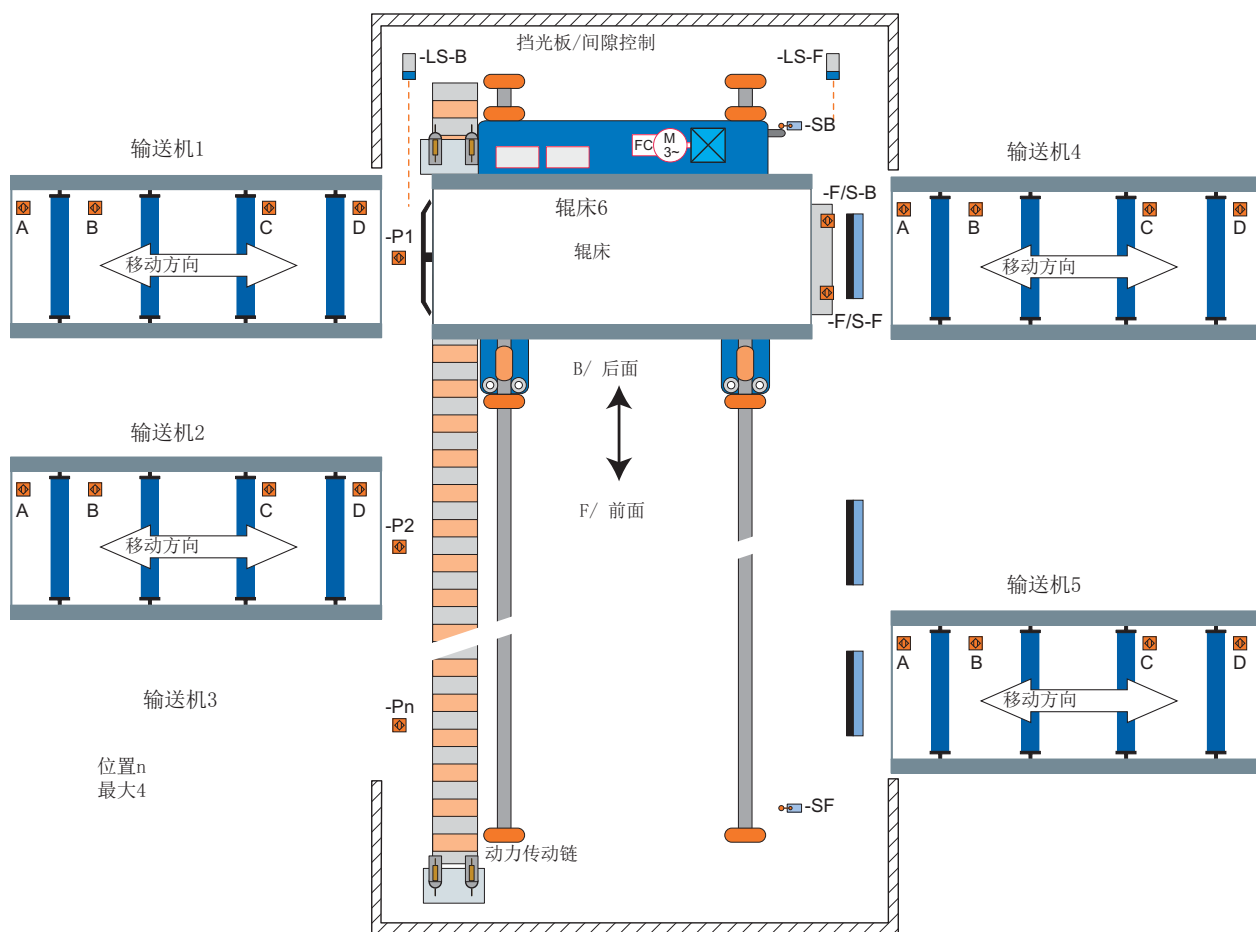 挡光板/间隙控制
-LS-B
-LS-F
-SB
FC
M
3~
输送机1
A
B
C
D
移动方向
-P1
辊床6
辊床
-F/S-B
-F/S-F
输送机4
A
B
C
D
移动方向
B/ 后面
F/ 前面
输送机2
A
B
C
D
移动方向
-P2
输送机5
A
B
C
D
移动方向
输送机3
-Pn
位置n
最大4
-SF
动力传动链